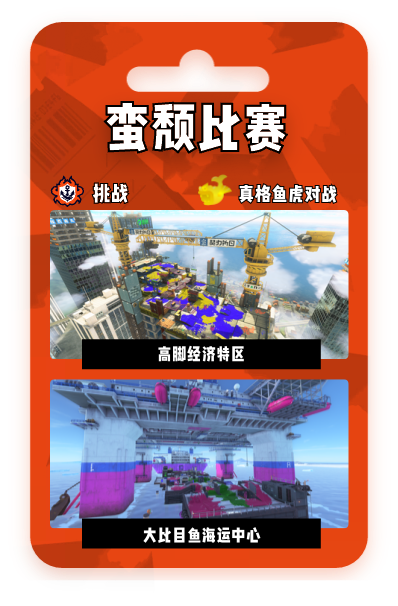 蛮颓比赛
挑战
真格鱼虎对战
高脚经济特区
大比目鱼海运中心